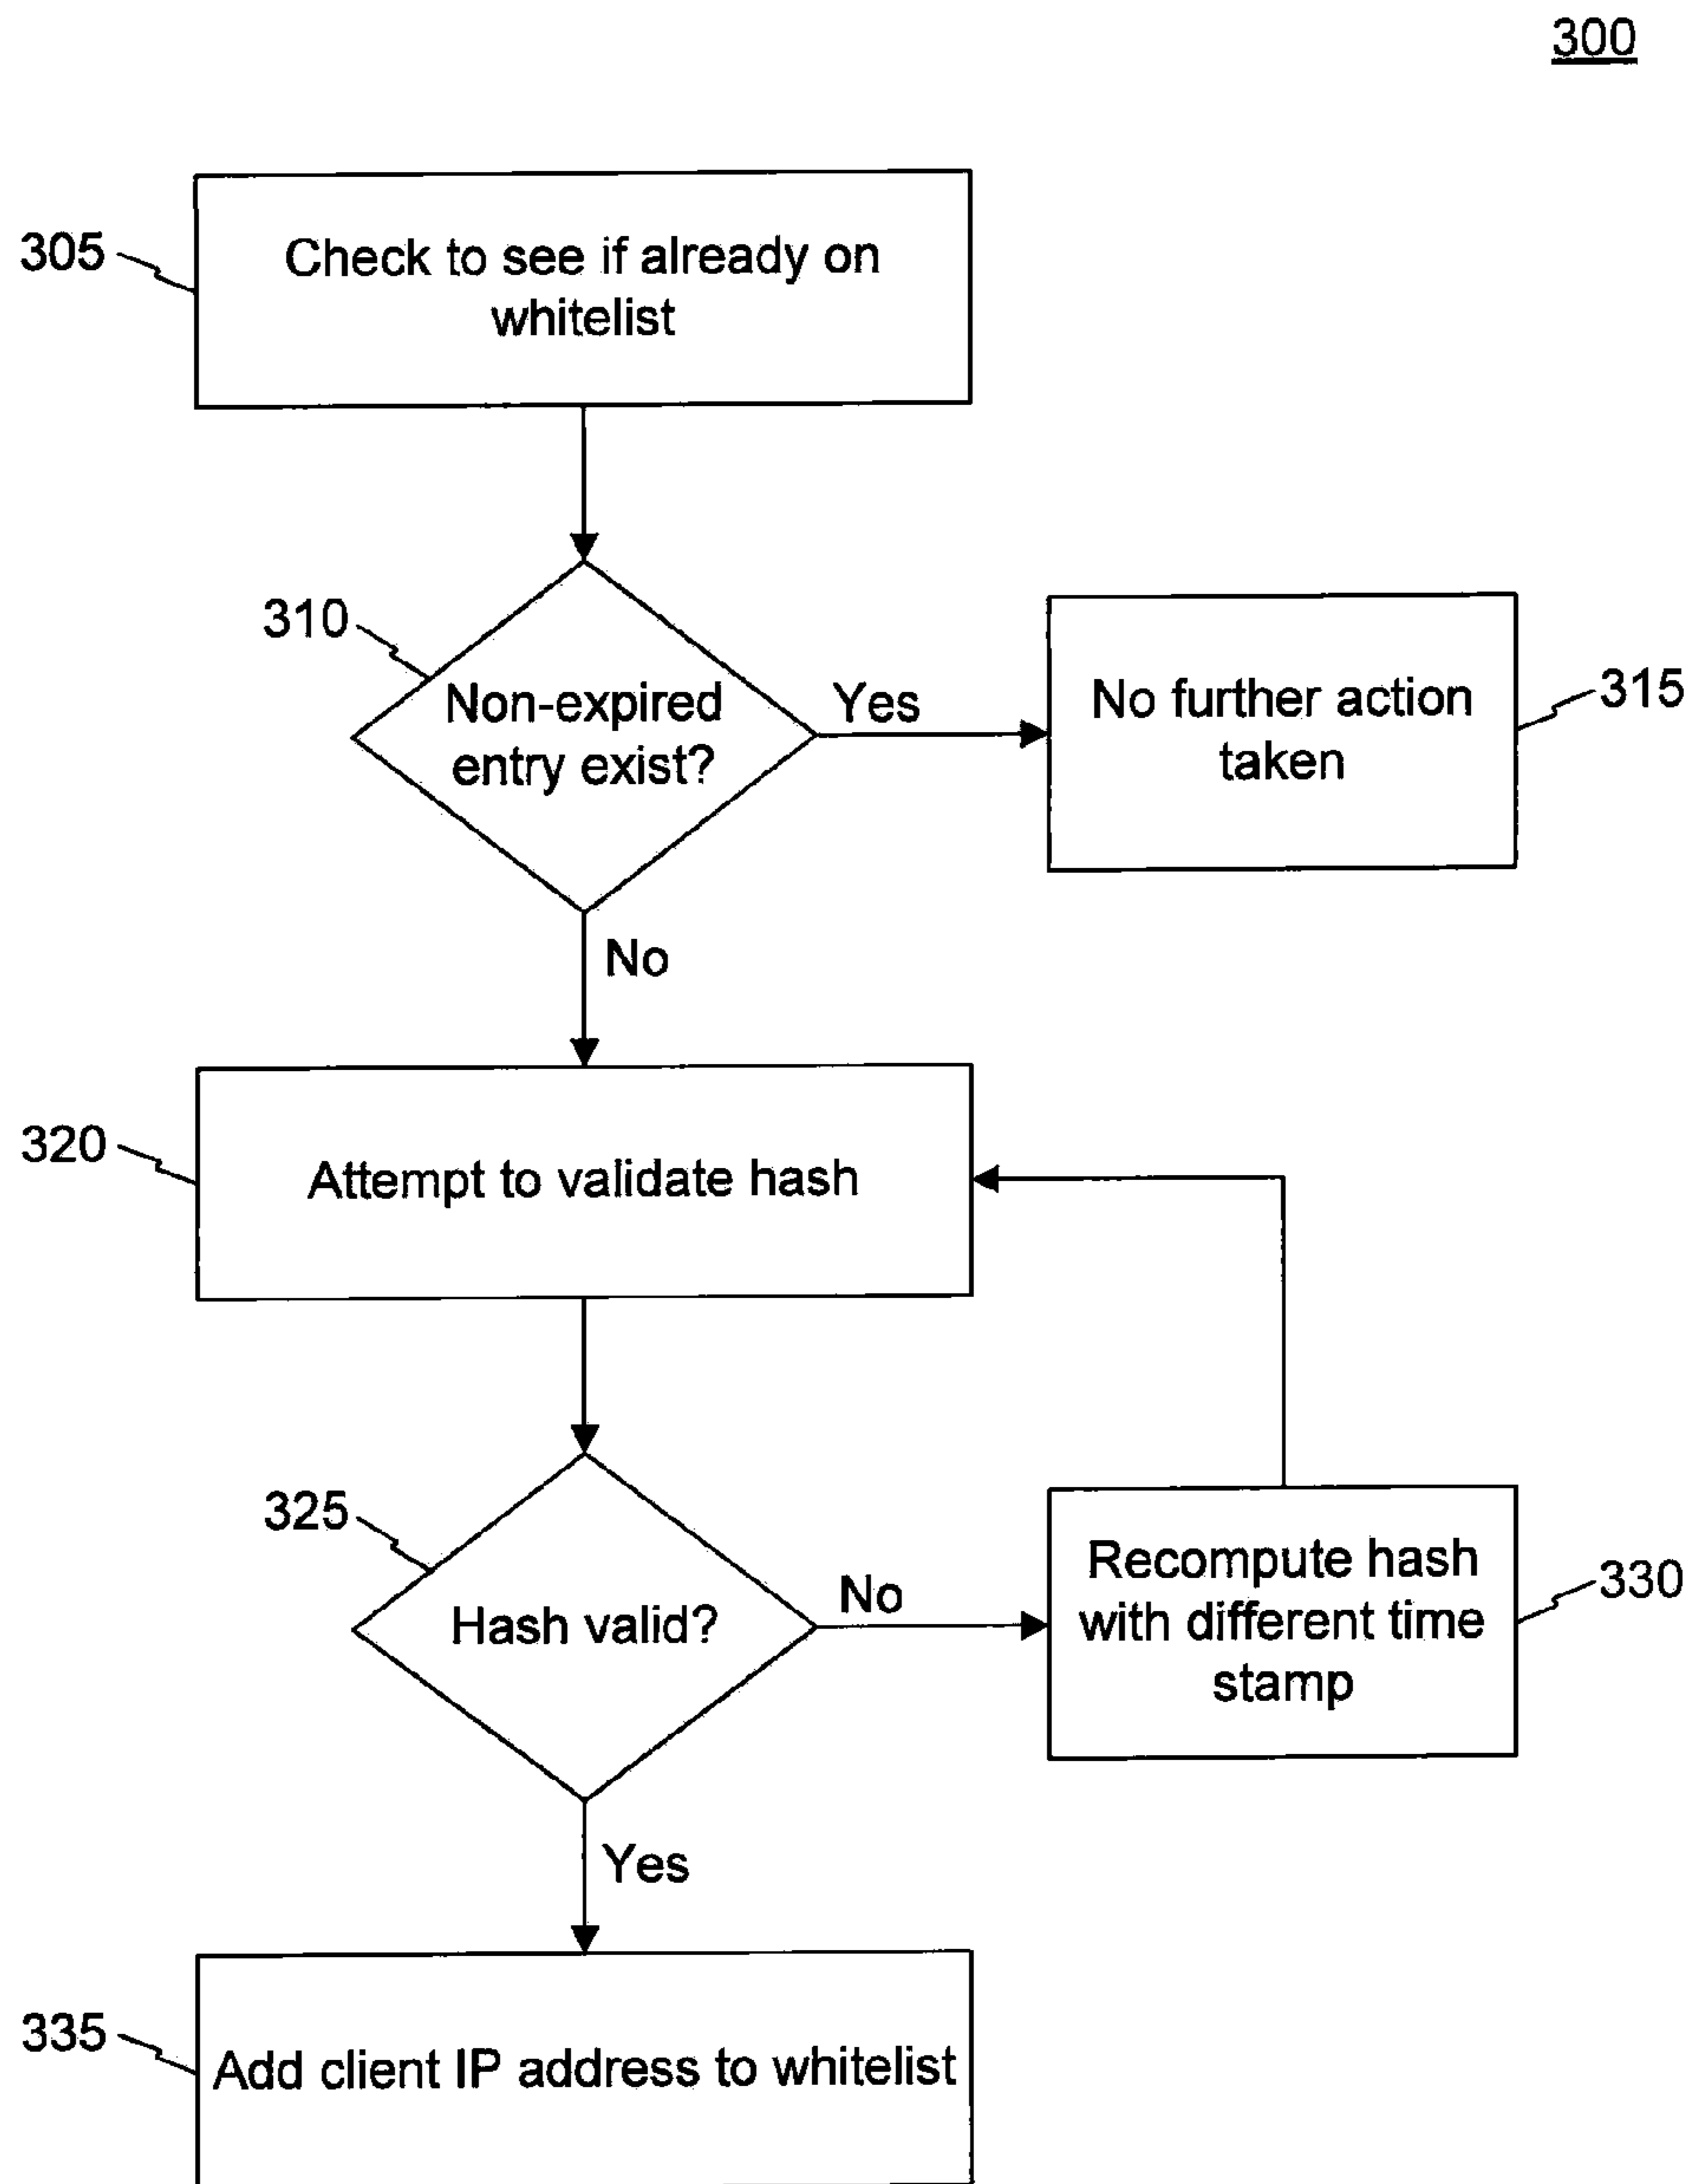 300
305
Check to see if already on
whitelist
310
Non-expired
entry exist?
Yes
No further action
taken
315
No
320
Attempt to validate hash
325
Hash valid?
No
Recompute hash
with different time
stamp
330
Yes
335
Add client IP address to whitelist